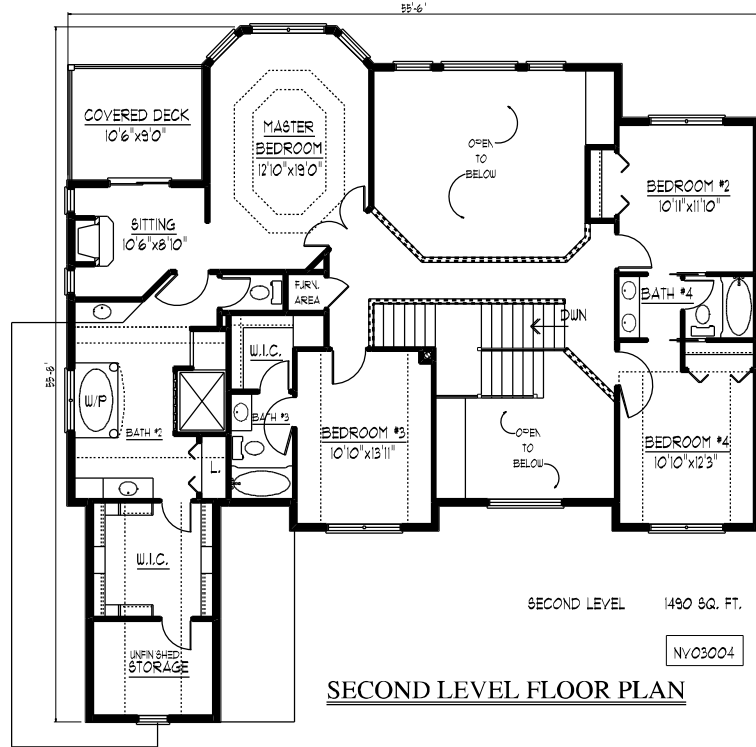 55'-6"
COVERED DECK
10'6"x9'0"
MASTER
BEDROOM
12'10"x19'0"
OPEN
TO
BELOW
BEDROOM #2
10'11"x11'10"
SITTING
10'6"x8'10"
FURN.
AREA
BATH #4
DWN
W.I.C.
55'-6"
W/P
BATH #2
BATH #3
BEDROOM #3
10'10"x13'11"
OPEN
TO
BELOW
BEDROOM #4
10'10"x12'3"
L.
W.I.C.
UNFINISHED
STORAGE
SECOND LEVEL 1490 SQ. FT.
NY03004
SECOND LEVEL FLOOR PLAN